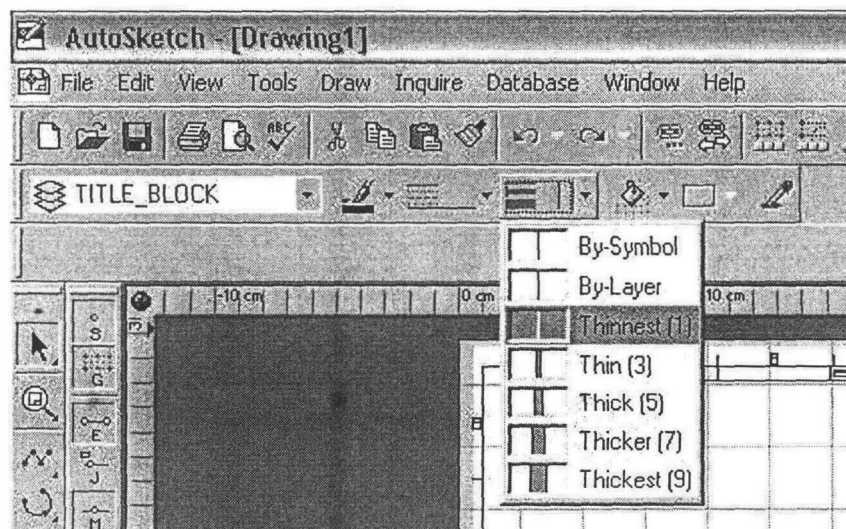 AutoSketch - [Drawing1]
File Edit View Tools Draw Inquire Database Window Help
ABC
TITLE_BLOCK
By-Symbol
By-Layer
-10 cm 0 cm 10 cm
Thinnest (1)
S
Thin (3)
G
Thick (5)
E
Thicker (7)
J
Thickest (9)
M